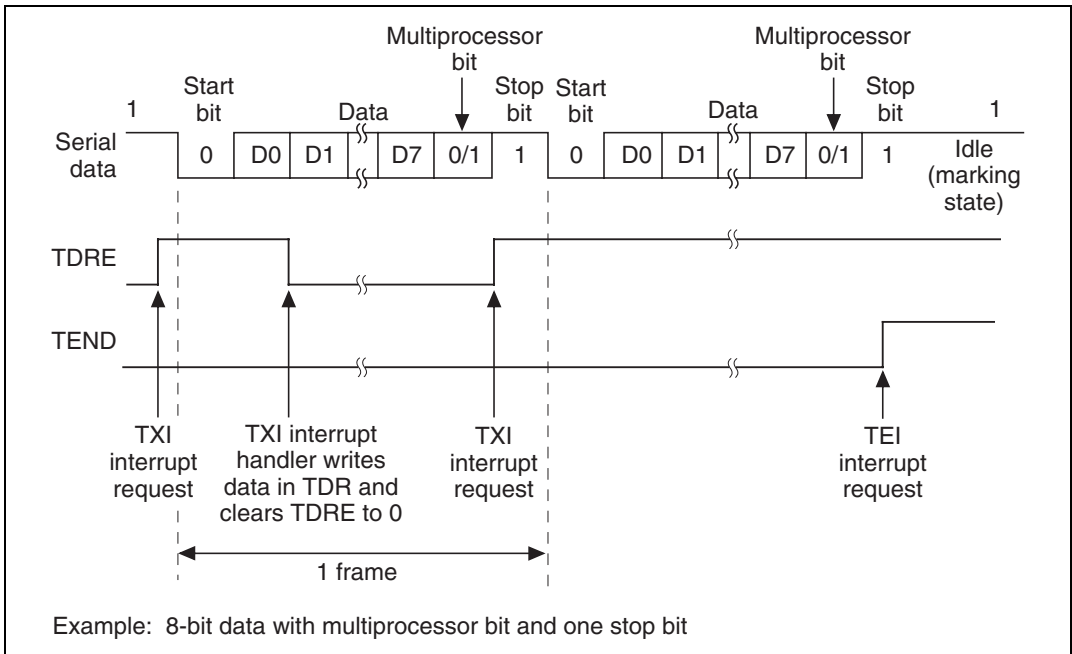 Multiprocessor bit
Multiprocessor bit
Start bit
Stop bit
Start bit
Stop bit
1
Data
Data
1
Serial data
0
D0
D1
D7
0/1
1
0
D0
D1
D7
0/1
1
Idle (marking state)
TDRE
TEND
TXI interrupt request
TXI interrupt handler writes data in TDR and clears TDRE to 0
TXI interrupt request
TEI interrupt request
1 frame
Example: 8-bit data with multiprocessor bit and one stop bit